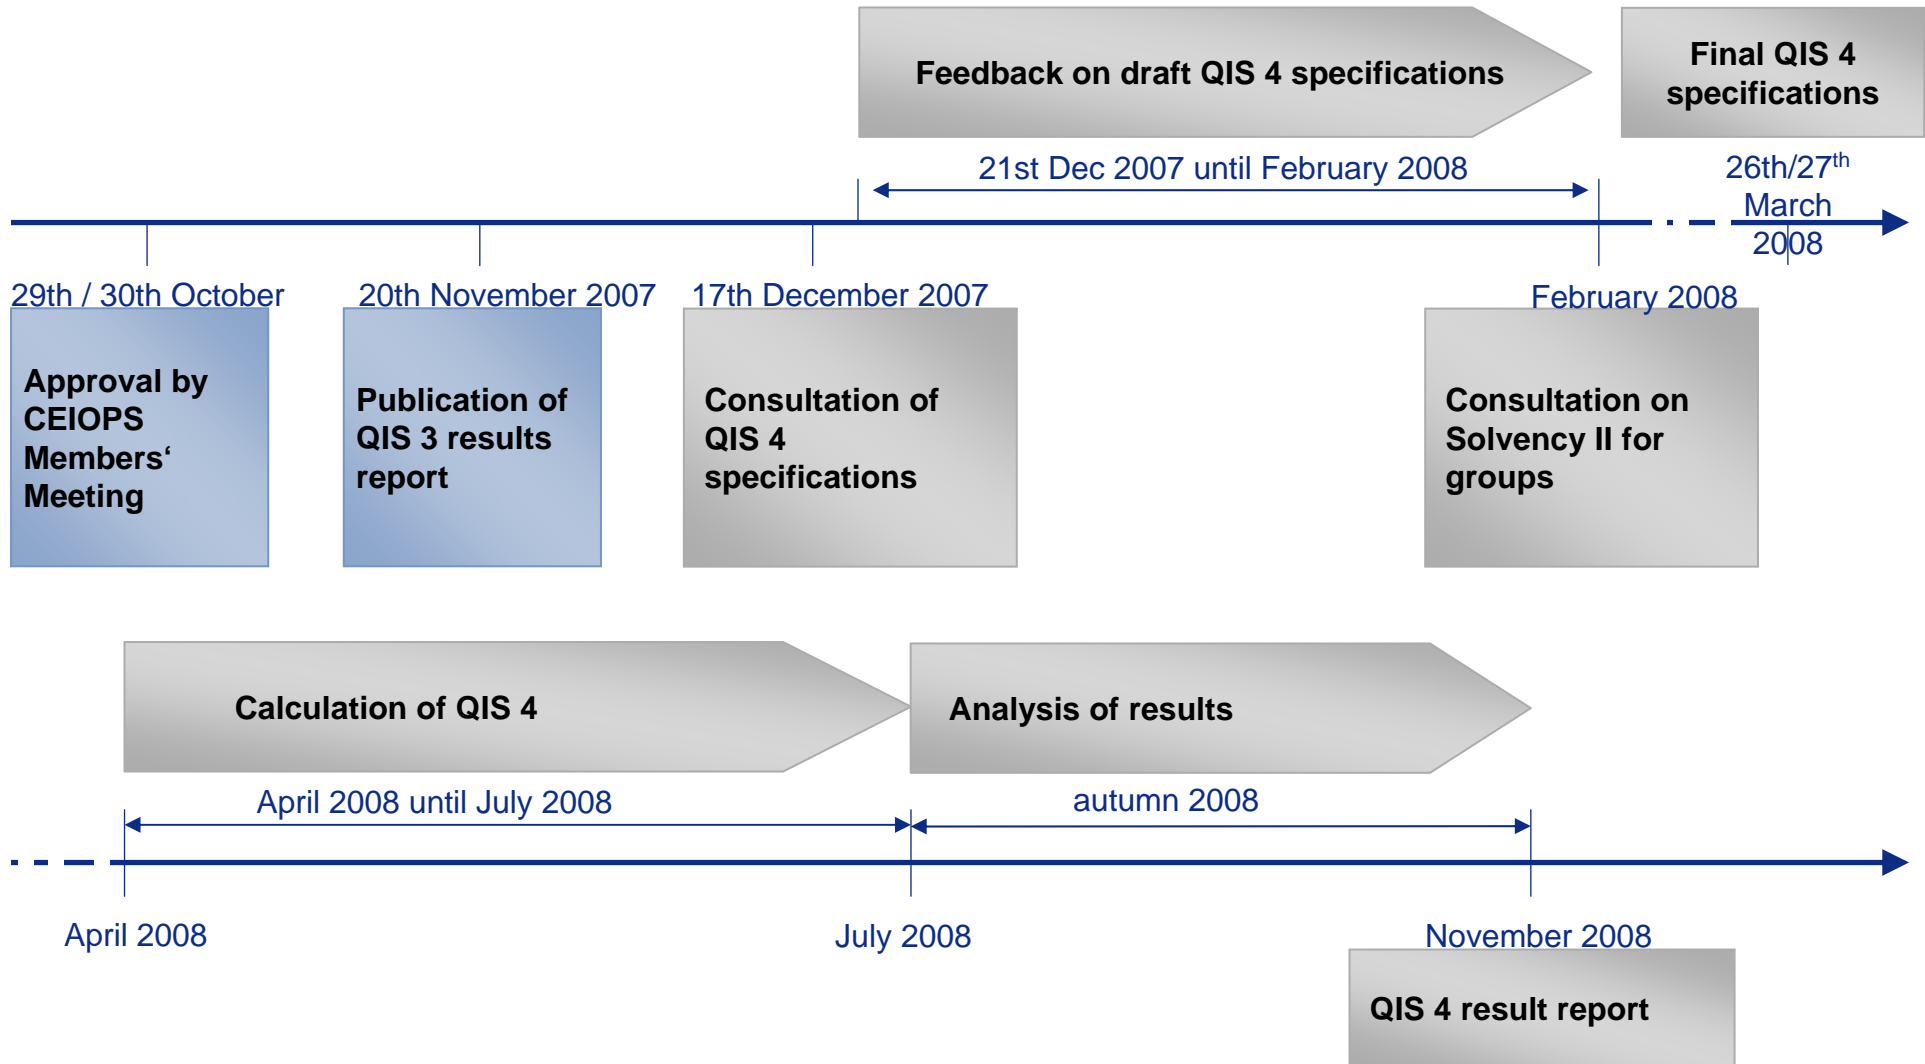 Feedback on draft QIS 4 specifications
Final QIS 4
specifications
21st Dec 2007 until February 2008
26th/27th
March
2008
29th / 30th October
20th November 2007
17th December 2007
February 2008
Approval by
CEIOPS
Members‘
Meeting
Publication of
QIS 3 results
report
Consultation of
QIS 4
specifications
Consultation on
Solvency II for
groups
Calculation of QIS 4
Analysis of results
April 2008 until July 2008
autumn 2008
April 2008
July 2008
November 2008
QIS 4 result report